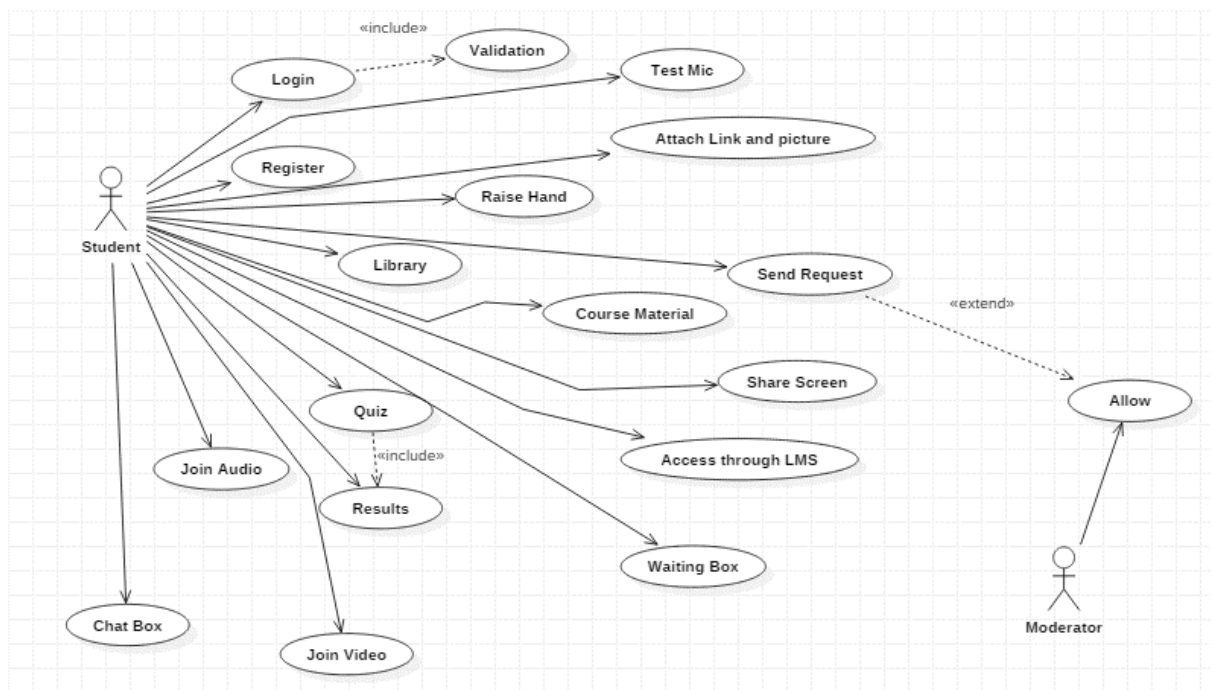 «include»
Validation
Login
Test Mic
Attach Link and picture
Register
Raise Hand
Student
Library
Send Request
Course Material
«extend»
Share Screen
Allow
Quiz
«include»
Access through LMS
Join Audio
Results
Waiting Box
Chat Box
Moderator
Join Video